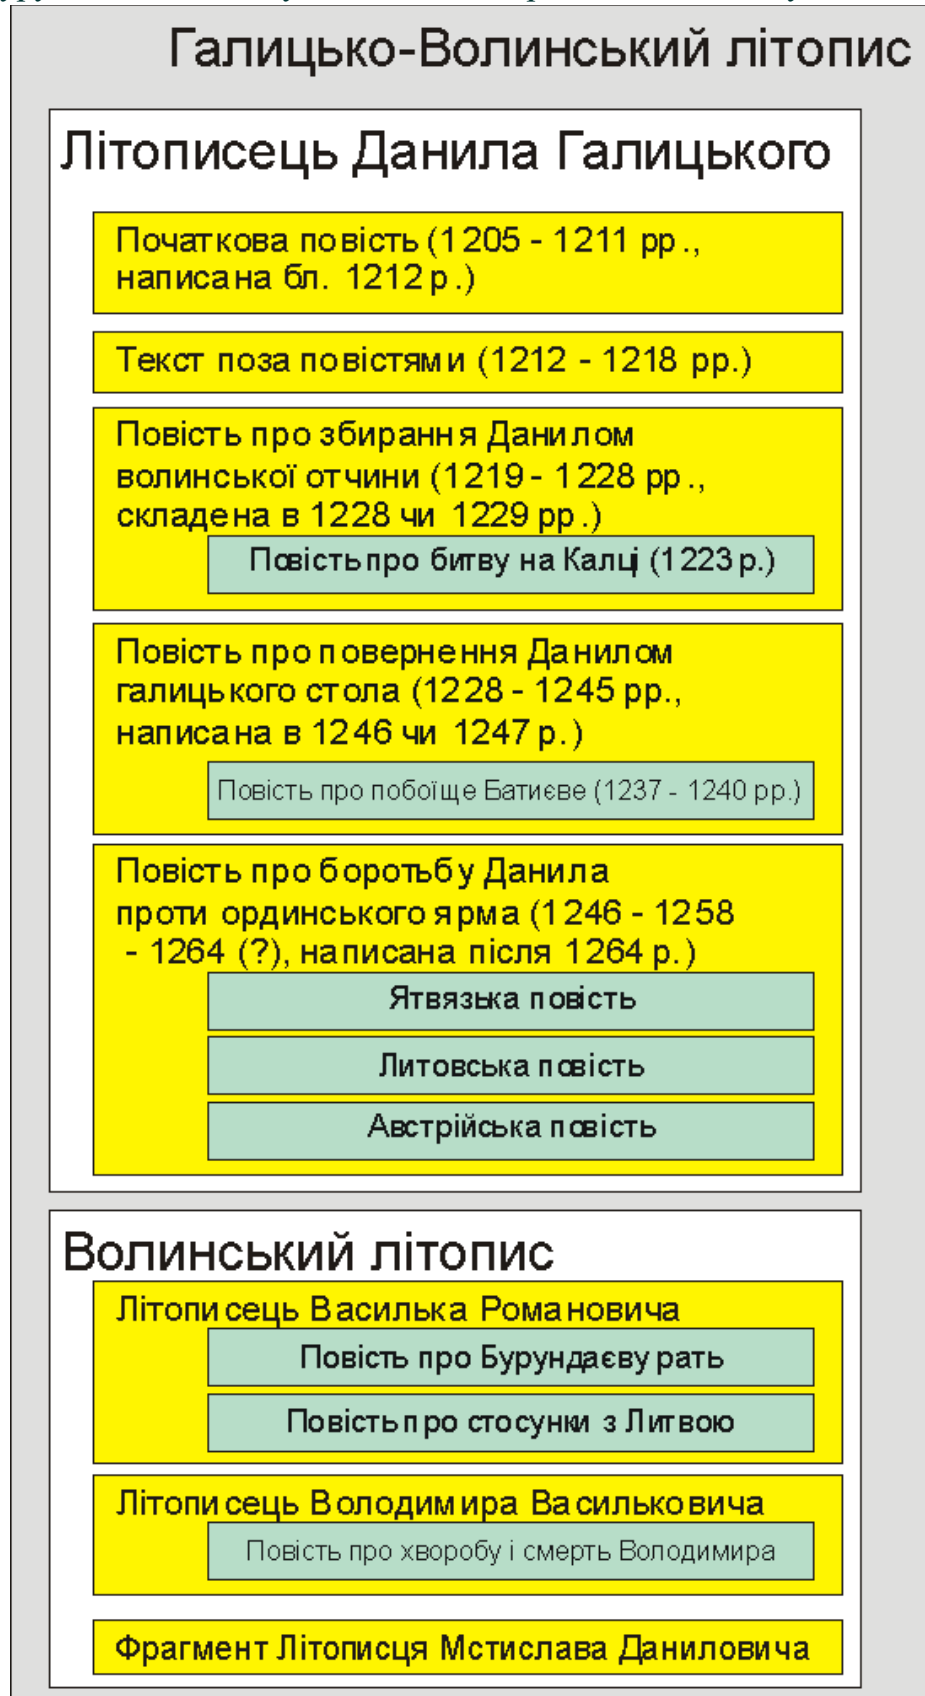 Галицько-Волинський літопис
Літописець Данила Галицького
Початкова повість (1205 - 1211 рр.,
написана бл. 1212 р.)
Текст поза повістями (1212 - 1218 рр.)
Повість про збирання Данилом
волинської отчини (1219 - 1228 рр.,
складена в 1228 чи 1229 рр.)
Повість про битву на Калці (1223 р.)
Повість про повернення Данилом
галицького стола (1228 - 1245 рр.,
написана в 1246 чи 1247 р.)
Повість про побоїще Батиєве (1237 - 1240 рр.)
Повість про боротьбу Данила
проти ординського ярма (1246 - 1258
- 1264 (?), написана після 1264 р.)
Ятвязька повість
Литовська повість
Австрійська повість
Волинський літопис
Літописець Василька Романовича
Повість про Бурундаєву рать
Повість про стосунки з Литвою
Літописець Володимира Васильковича
Повість про хворобу і смерть Володимира
Фрагмент Літописця Мстислава Даниловича